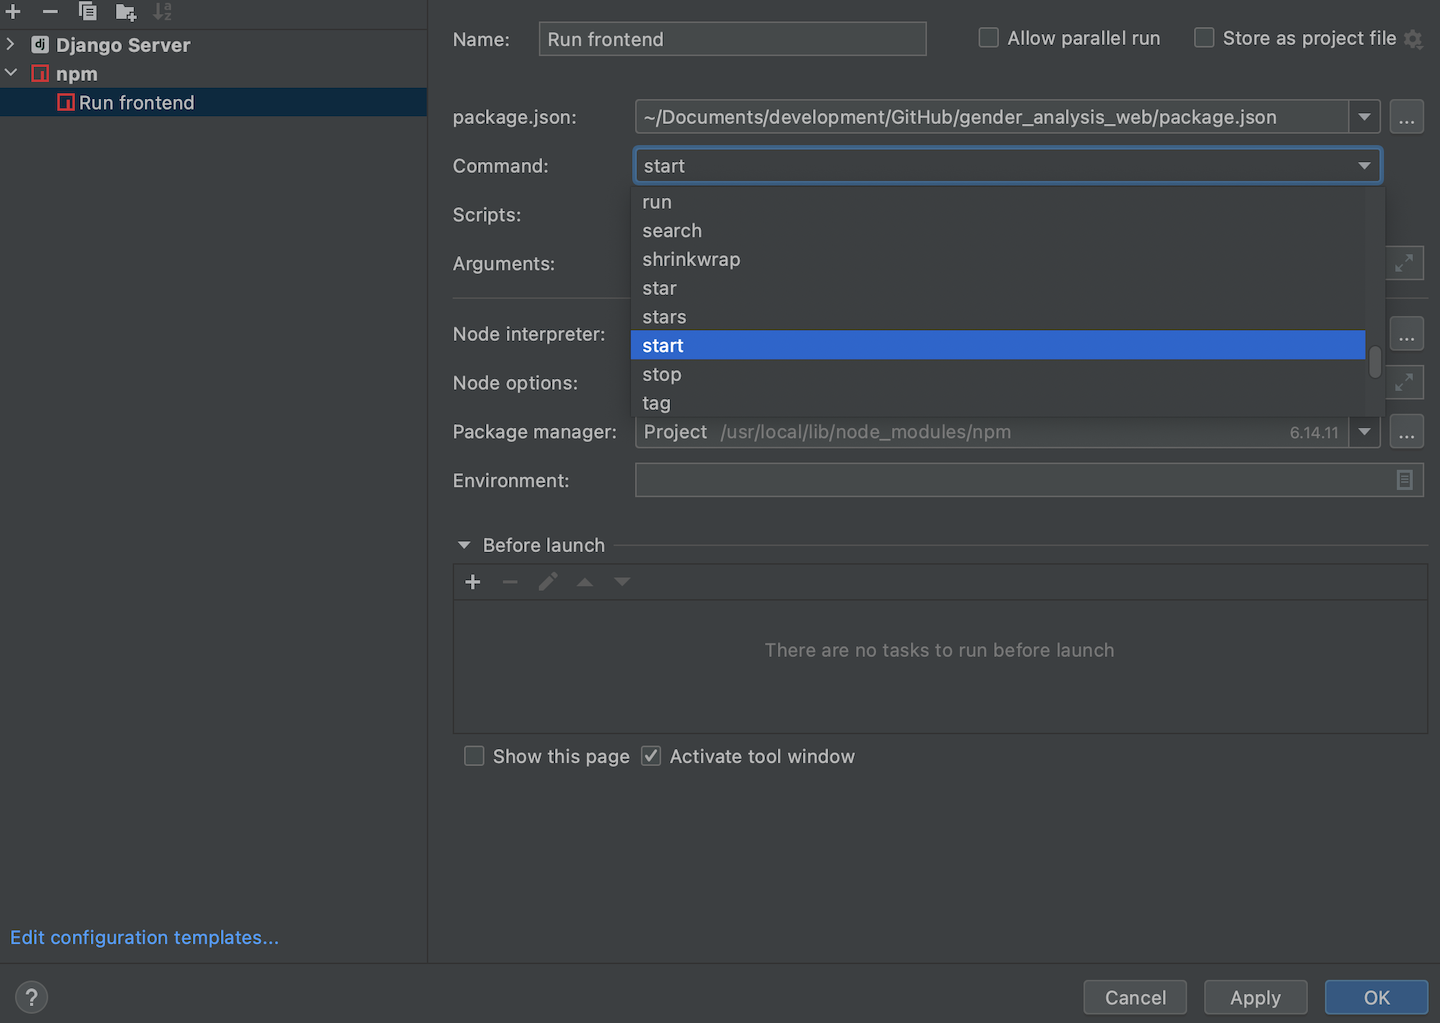 Django Server
npm
Run frontend
Edit configuration templates...
Name: Run frontend Allow parallel run Store as project file
package.json: ~/Documents/development/GitHub/gender_analysis_web/package.json ...
Command: start
run
Scripts:
search
shrinkwrap
Arguments:
star
stars
Node interpreter: ...
start
stop
Node options:
tag
Package manager: Project /usr/local/lib/node_modules/npm 6.14.11 ...
Environment:
Before launch
There are no tasks to run before launch
Show this page Activate tool window
? Cancel Apply OK